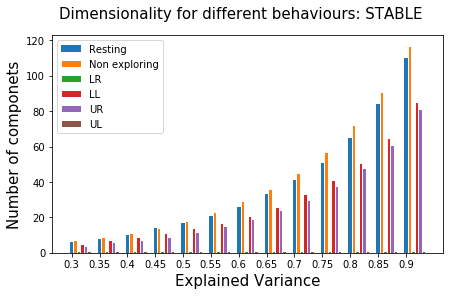 Dimensionality for different behaviours: STABLE
Number of componets
120
100
80
60
40
20
0
Resting
Non exploring
LR
LL
UR
UL
0.3 0.35 0.4 0.45 0.5 0.55 0.6 0.65 0.7 0.75 0.8 0.85 0.9
Explained Variance